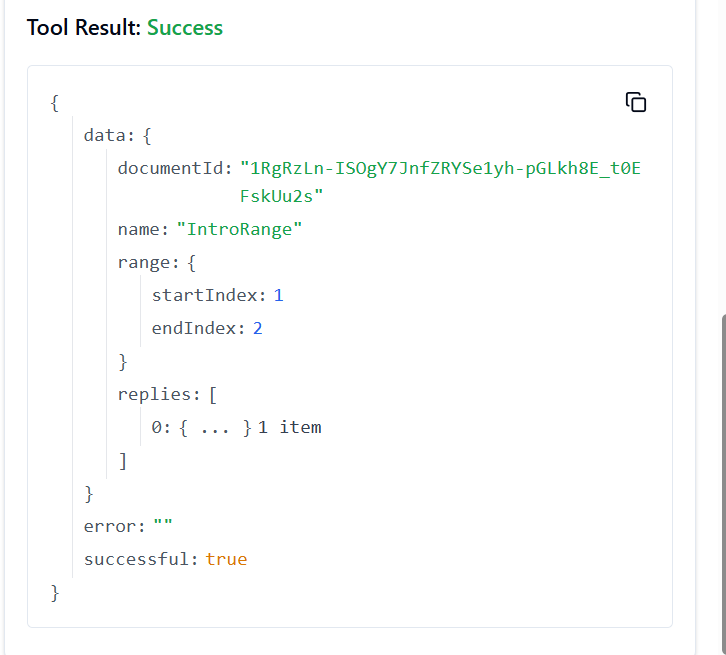 Tool Result: Success
{
data: {
documentId: "1RgRzLn-ISOgY7JnfZRYSe1yh-pGLkh8E_t0E
FskUu2s"
name: "IntroRange"
range: {
startIndex: 1
endIndex: 2
}
replies: [
0: { ... } 1 item
]
}
error: ""
successful: true
}